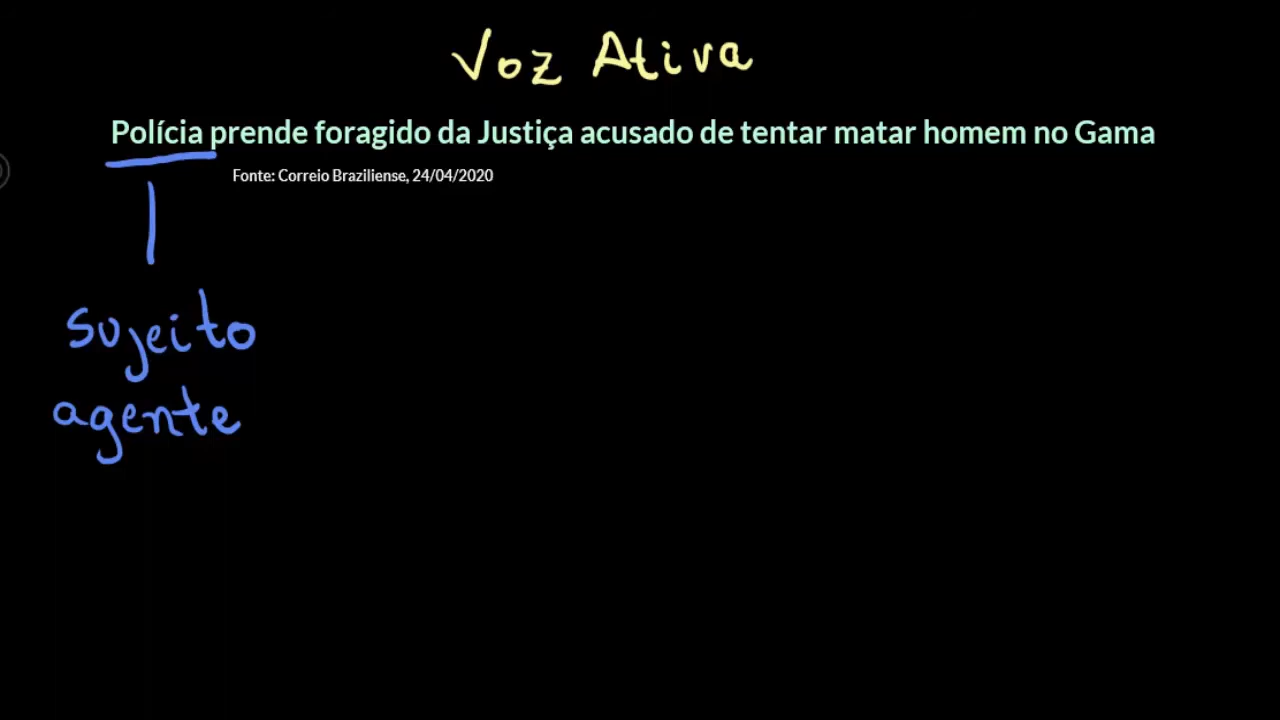 Voz Ativa
Polícia prende foragido da Justiça acusado de tentar matar homem no Gama
Fonte: Correio Braziliense, 24/04/2020
sujeito
agente